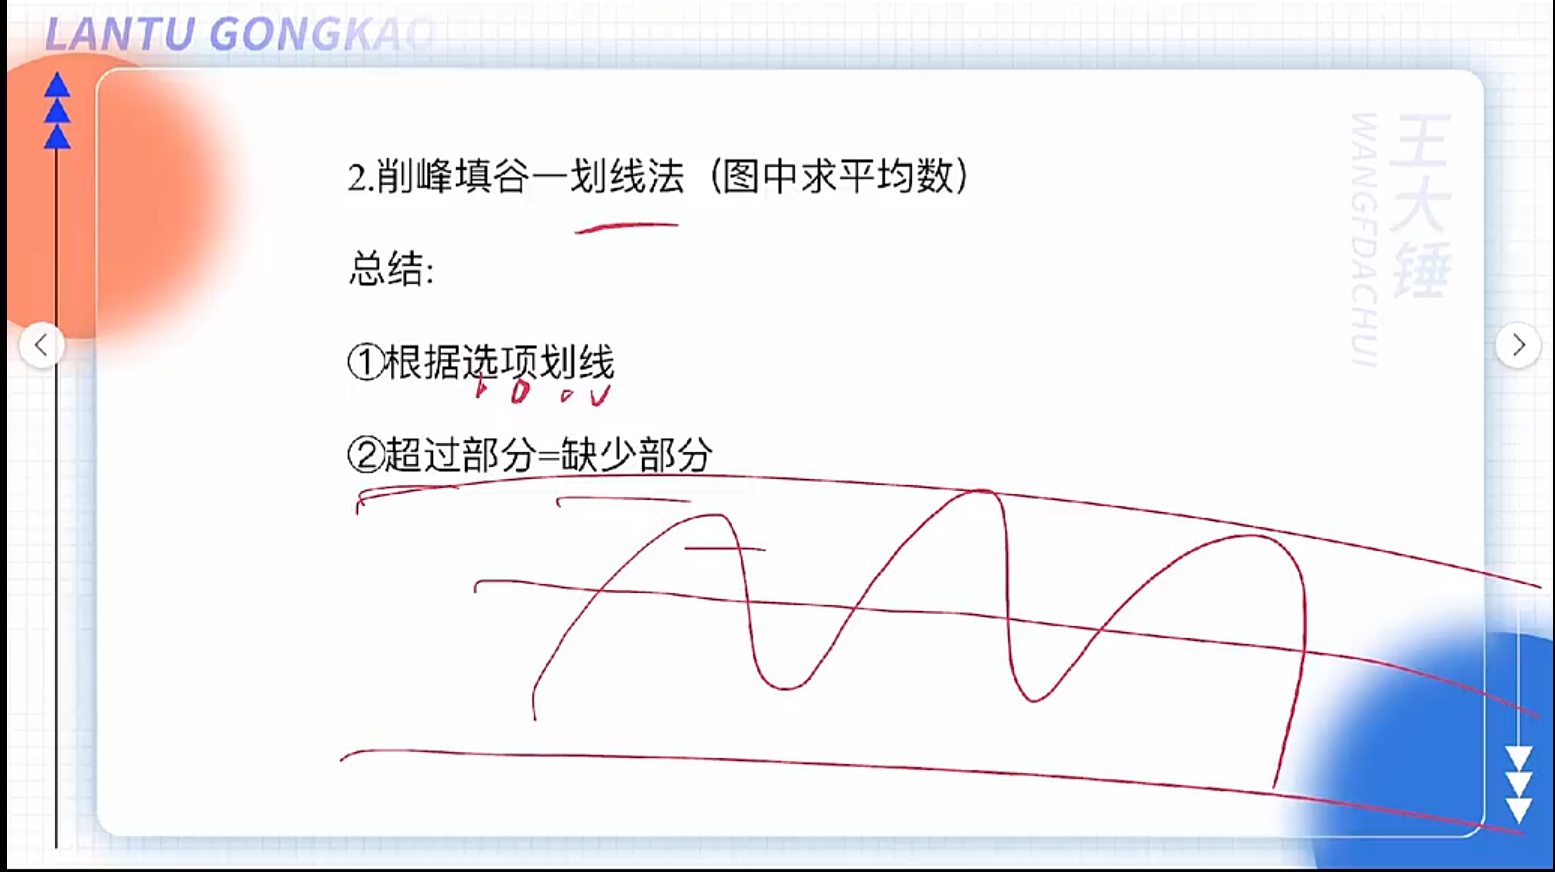 LANTU GONGKAO
2.削峰填谷—划线法（图中求平均数）
总结:
①根据选项划线
②超过部分=缺少部分
王大锤
WANGFDACHUI